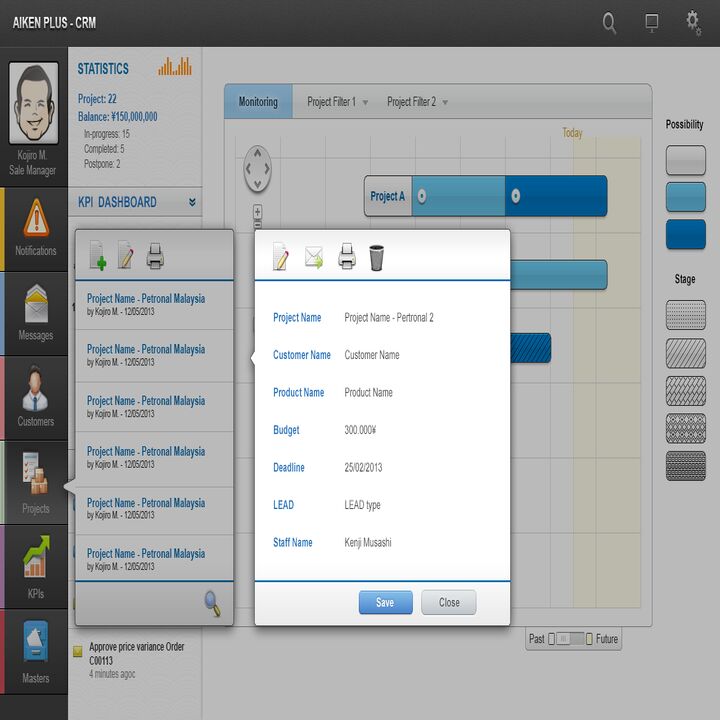 AIKEN PLUS - CRM
Kojiro M.
Sale Manager
Notifications
Messages
Customers
Projects
KPIs
Masters
STATISTICS
Project: 22
Balance: ¥150,000,000
In-progress: 15
Completed: 5
Postpone: 2
KPI DASHBOARD
Project Name - Petronal Malaysia
by Kojiro M. - 12/05/2013
Project Name - Petronal Malaysia
by Kojiro M. - 12/05/2013
Project Name - Petronal Malaysia
by Kojiro M. - 12/05/2013
Project Name - Petronal Malaysia
by Kojiro M. - 12/05/2013
Project Name - Petronal Malaysia
by Kojiro M. - 12/05/2013
Project Name - Petronal Malaysia
by Kojiro M. - 12/05/2013
Approve price variance Order
C00113
4 minutes agoc
Monitoring Project Filter 1 Project Filter 2
Today
Project A
Project Name Project Name - Pertronal 2
Customer Name Customer Name
Product Name Product Name
Budget 300.000¥
Deadline 25/02/2013
LEAD LEAD type
Staff Name Kenji Musashi
Save Close
Past Future
Possibility
Stage